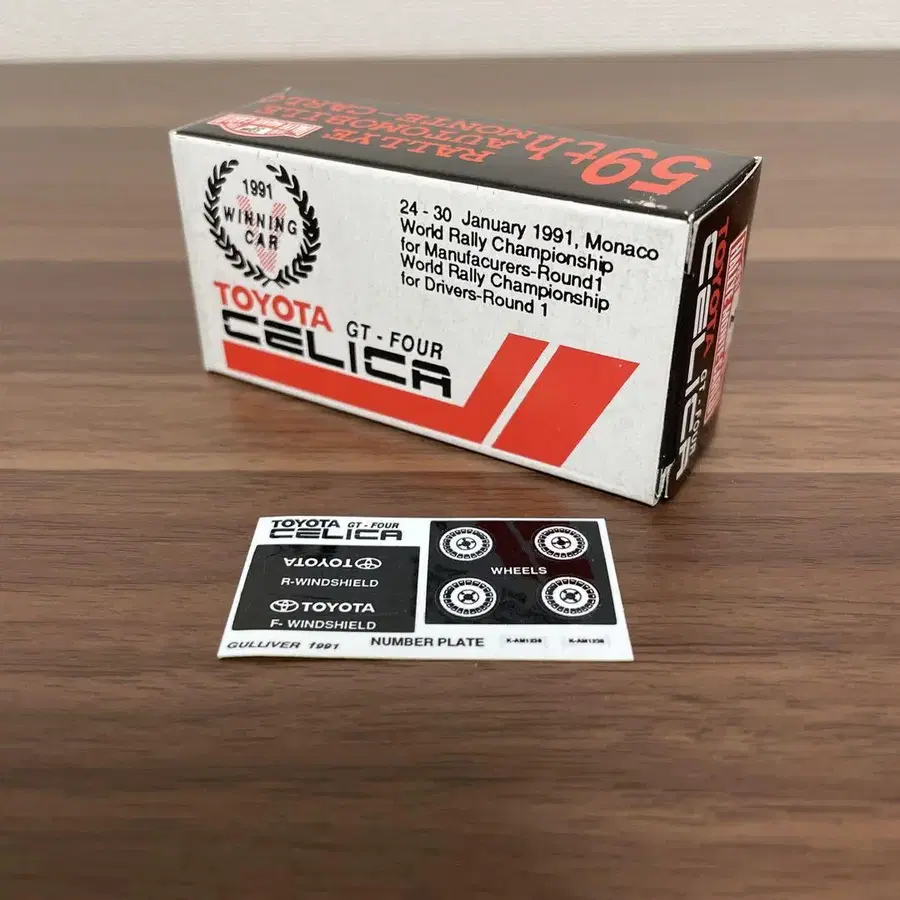 59th
RALLYE
AUTOMOBILE
MONTE-CARLO
1991
WINNING
CAR
24 - 30 January 1991, Monaco
World Rally Championship
for Manufacurers-Round1
World Rally Championship
for Drivers-Round 1
TOYOTA
GT - FOUR
CELICA
TOYOTA
GT - FOUR
CELICA
TOYOTA GT - FOUR
CELICA
TOYOTA
R-WINDSHIELD
TOYOTA
F- WINDSHIELD
WHEELS
GULLIVER 1991
NUMBER PLATE
K-AM1238
K-AM1238